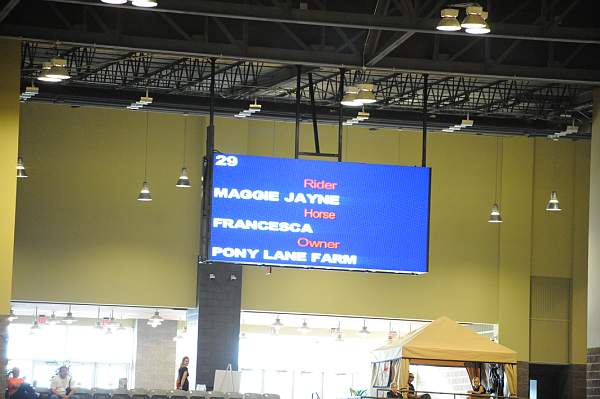 29
Rider
MAGGIE JAYNE
Horse
FRANCESCA
Owner
PONY LANE FARM